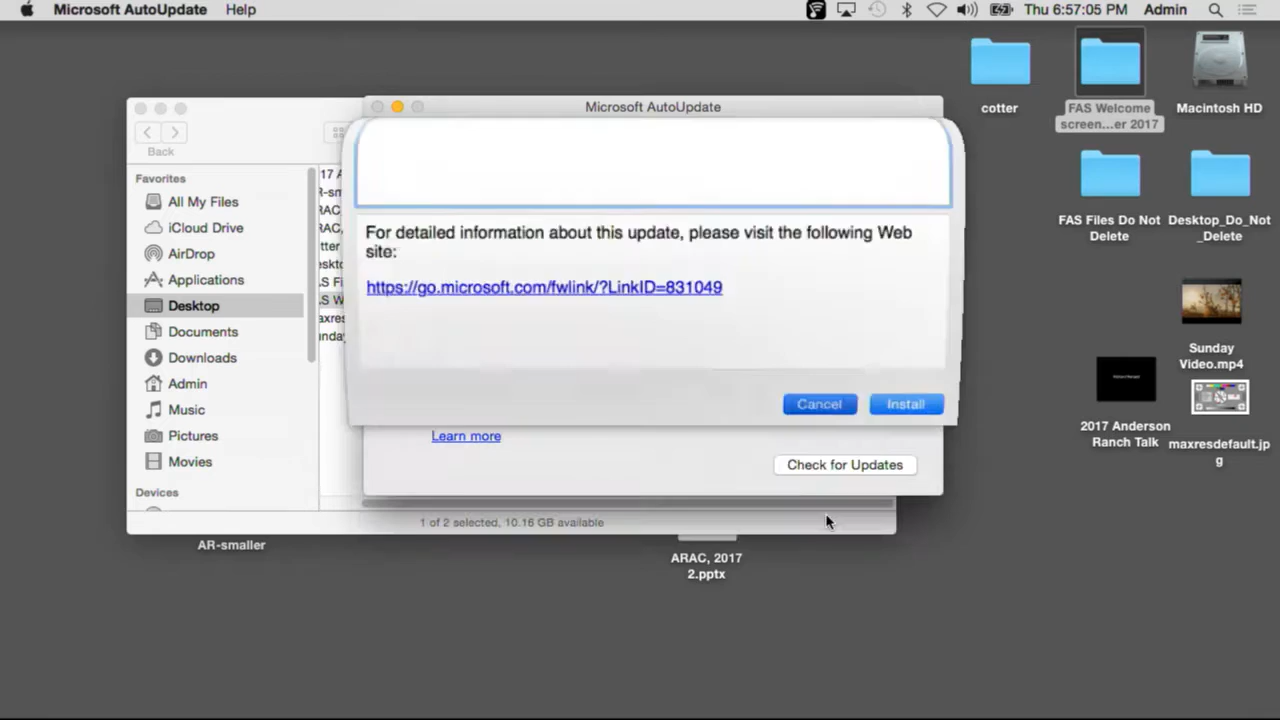 Microsoft AutoUpdate Help Thu 6:57:05 PM Admin
Microsoft AutoUpdate
Back
Favorites
All My Files
iCloud Drive
AirDrop
Applications
Desktop
Documents
Downloads
Admin
Music
Pictures
Movies
Devices
For detailed information about this update, please visit the following Web
site:
https://go.microsoft.com/fwlink/?LinkID=831049
Cancel Install
Learn more
Check for Updates
1 of 2 selected, 10.16 GB available
AR-smaller
ARAC, 2017
2.pptx
cotter
FAS Welcome
screen...er 2017
Macintosh HD
FAS Files Do Not
Delete
Desktop_Do_Not
_Delete
Sunday
Video.mp4
2017 Anderson
Ranch Talk
maxresdefault.jp
g